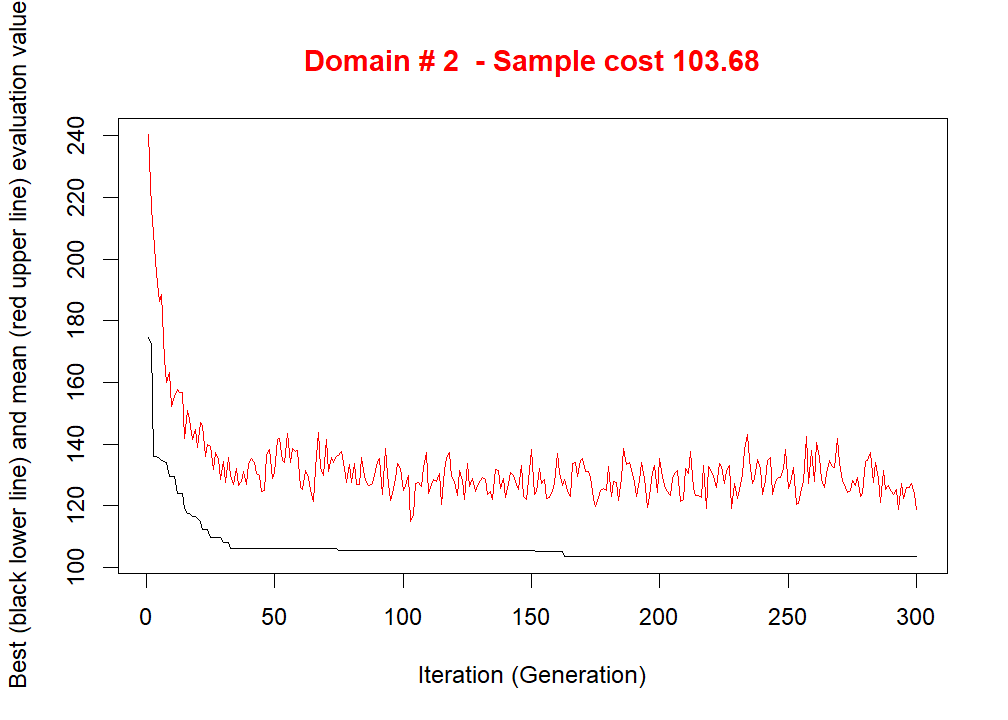 Domain # 2  - Sample cost 103.68
Best (black lower line) and mean (red upper line) evaluation value
240
220
200
180
160
140
120
100
0 50 100 150 200 250 300
Iteration (Generation)